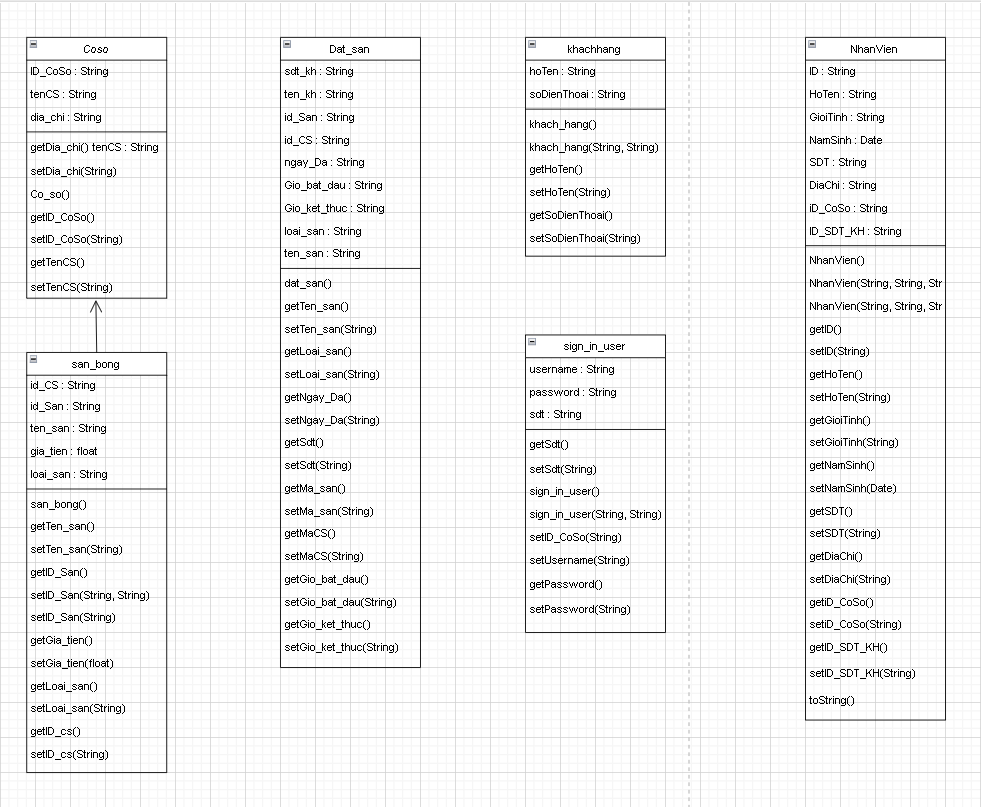 Coso
ID_CoSo : String
tenCS : String
dia_chi : String
getDia_chi() tenCS : String
setDia_chi(String)
Co_so()
getID_CoSo()
setID_CoSo(String)
getTenCS()
setTenCS(String)
san_bong
id_CS : String
id_San : String
ten_san : String
gia_tien : float
loai_san : String
san_bong()
getTen_san()
setTen_san(String)
getID_San()
setID_San(String, String)
setID_San(String)
getGia_tien()
setGia_tien(float)
getLoai_san()
setLoai_san(String)
getID_cs()
setID_cs(String)
Dat_san
sdt_kh : String
ten_kh : String
id_San : String
id_CS : String
ngay_Da : String
Gio_bat_dau : String
Gio_ket_thuc : String
loai_san : String
ten_san : String
dat_san()
getTen_san()
setTen_san(String)
getLoai_san()
setLoai_san(String)
getNgay_Da()
setNgay_Da(String)
getSdt()
setSdt(String)
getMa_san()
setMa_san(String)
getMaCS()
setMaCS(String)
getGio_bat_dau()
setGio_bat_dau(String)
getGio_ket_thuc()
setGio_ket_thuc(String)
khachhang
hoTen : String
soDienThoai : String
khach_hang()
khach_hang(String, String)
getHoTen()
setHoTen(String)
getSoDienThoai()
setSoDienThoai(String)
sign_in_user
username : String
password : String
sdt : String
getSdt()
setSdt(String)
sign_in_user()
sign_in_user(String, String)
setID_CoSo(String)
setUsername(String)
getPassword()
setPassword(String)
NhanVien
ID : String
HoTen : String
GioiTinh : String
NamSinh : Date
SDT : String
DiaChi : String
iD_CoSo : String
ID_SDT_KH : String
NhanVien()
NhanVien(String, String, Str
NhanVien(String, String, Str
getID()
setID(String)
getHoTen()
setHoTen(String)
getGioiTinh()
setGioiTinh(String)
getNamSinh()
setNamSinh(Date)
getSDT()
setSDT(String)
getDiaChi()
setDiaChi(String)
getiD_CoSo()
setiD_CoSo(String)
getID_SDT_KH()
setID_SDT_KH(String)
toString()